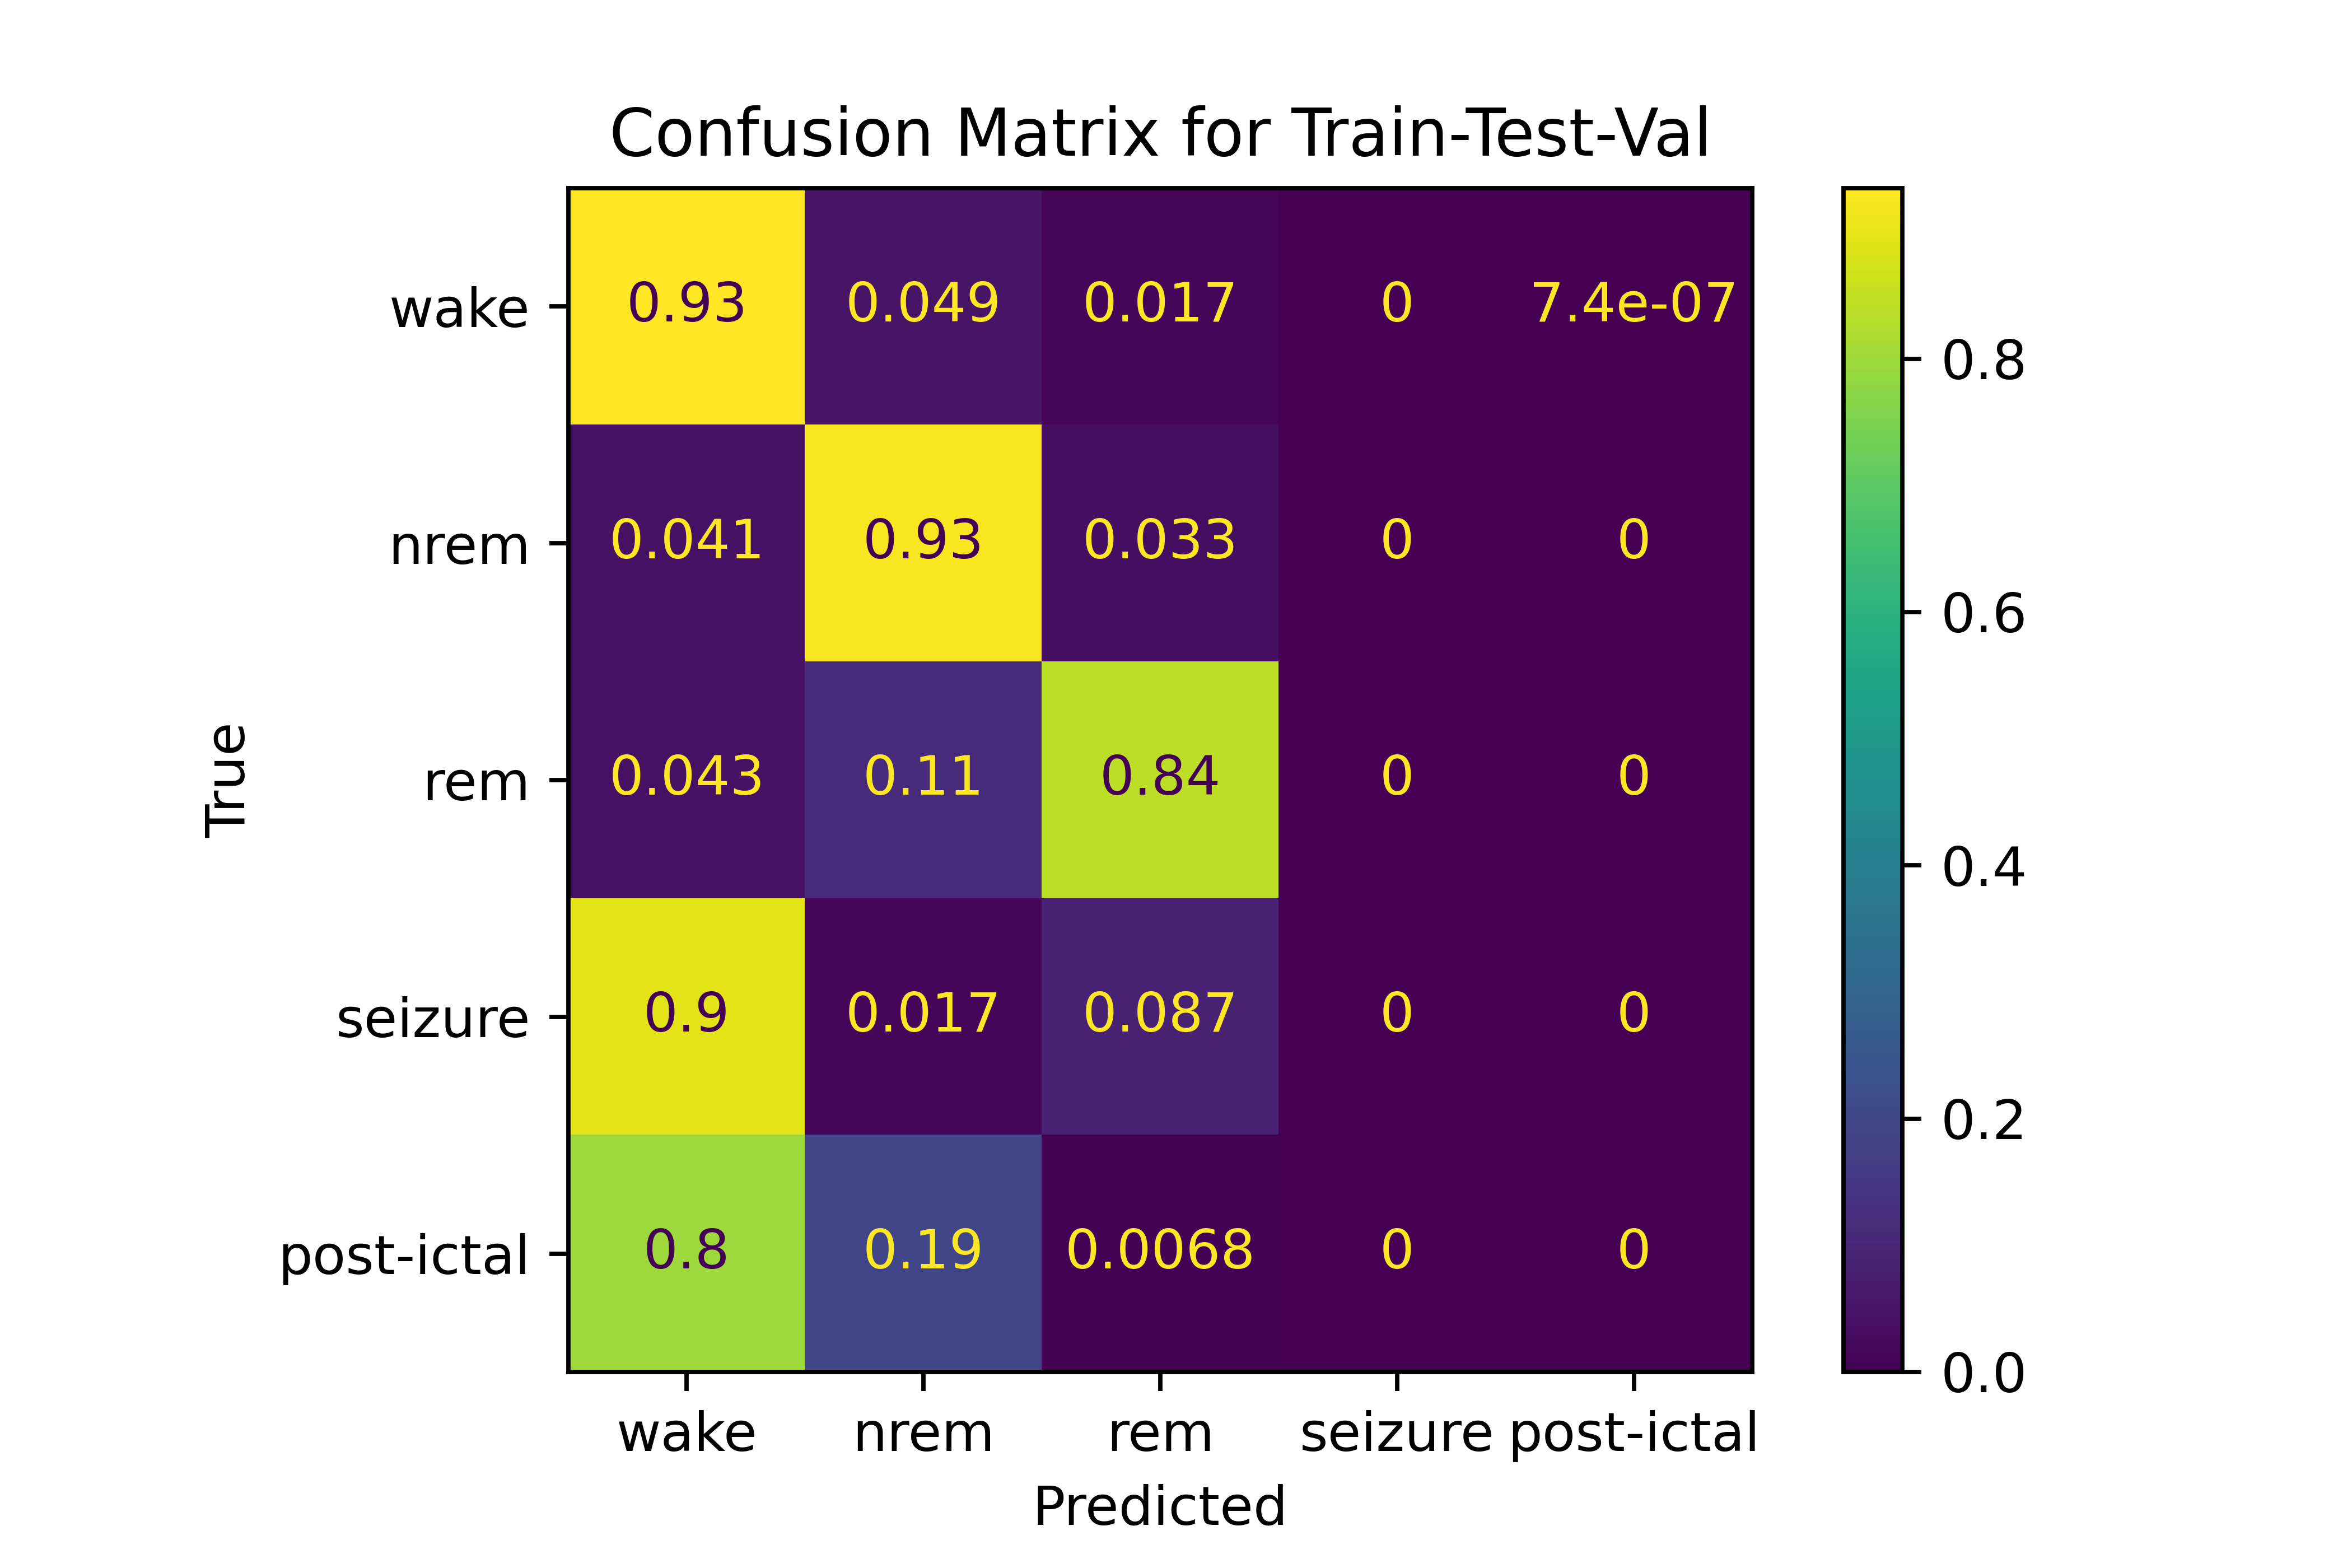 Confusion Matrix for Train-Test-Val
wake 0.93 0.049 0.017 0 7.4e-07
0.8
nrem 0.041 0.93 0.033 0 0
0.6
True
rem 0.043 0.11 0.84 0 0
0.4
seizure 0.9 0.017 0.087 0 0
0.2
post-ictal 0.8 0.19 0.0068 0 0
0.0
wake nrem rem seizure post-ictal
Predicted